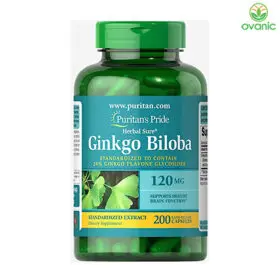 ovanic
www.puritan.com
Puritan's Pride
Herbal Sure®
Ginkgo Biloba
STANDARDIZED TO CONTAIN
24% GINKGO FLAVONE GLYCOSIDES
120 MG
SUPPORTS HEALTHY
BRAIN FUNCTION*
STANDARDIZED EXTRACT
Dietary Supplement
200
CAPSULES